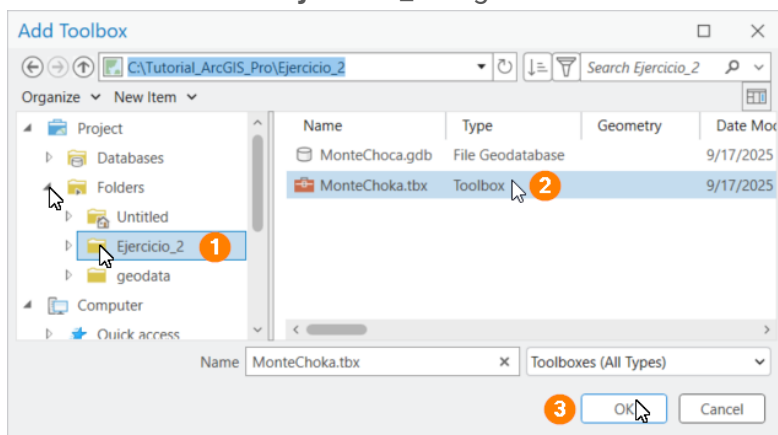 Add Toolbox
C:\Tutorial_ArcGIS_Pro\Ejercicio_2 Search Ejercicio_2
Organize New Item
Project Name Type Geometry Date Mo
Databases MonteChoca.gdb File Geodatabase 9/17/2025
Folders MonteChoka.tbx Toolbox 2 9/17/2025
Untitled
Ejercicio_2 1
geodata
Computer
Quick access
Name MonteChoka.tbx Toolboxes (All Types)
3 OK Cancel